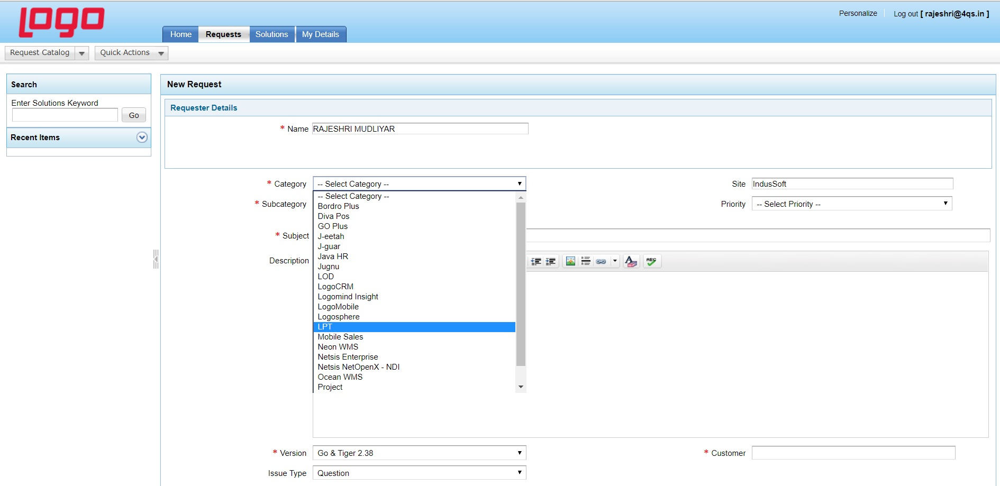 LOGO
Personalize
Log out [ rajeshri@4qs.in ]
Home Requests Solutions My Details
Request Catalog Quick Actions
Search
Enter Solutions Keyword
Go
Recent Items
New Request
Requester Details
* Name RAJESHRI MUDLIYAR
* Category -- Select Category --
Site IndusSoft
* Subcategory
Priority -- Select Priority --
* Subject
Description
-- Select Category --
Bordro Plus
Diva Pos
GO Plus
J-eetah
J-guar
Java HR
Jugnu
LOD
LogoCRM
Logomind Insight
LogoMobile
Logosphere
LPT
Mobile Sales
Neon WMS
Netsis Enterprise
Netsis NetOpenX - NDI
Ocean WMS
Project
ABC
* Version Go & Tiger 2.38
* Customer
Issue Type Question